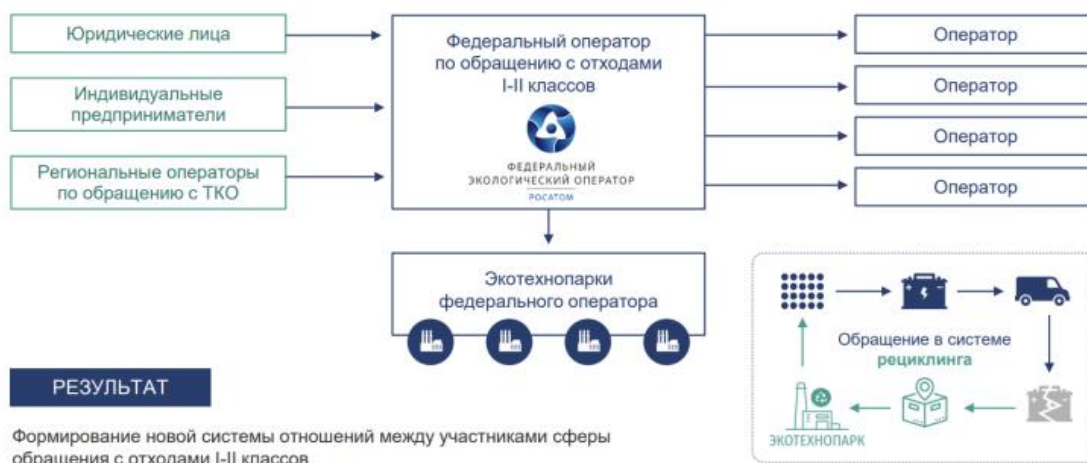 Юридические лица
Индивидуальные
предприниматели
Региональные операторы
по обращению с ТКО
Федеральный оператор
по обращению с отходами
I-II классов
ФЕДЕРАЛЬНЫЙ
ЭКОЛОГИЧЕСКИЙ ОПЕРАТОР
РОСАТОМ
Оператор
Оператор
Оператор
Оператор
Экотехнопарки
федерального оператора
Обращение в системе
рециклинга
ЭКОТЕХНОПАРК
РЕЗУЛЬТАТ
Формирование новой системы отношений между участниками сферы
обращения с отходами I-II классов